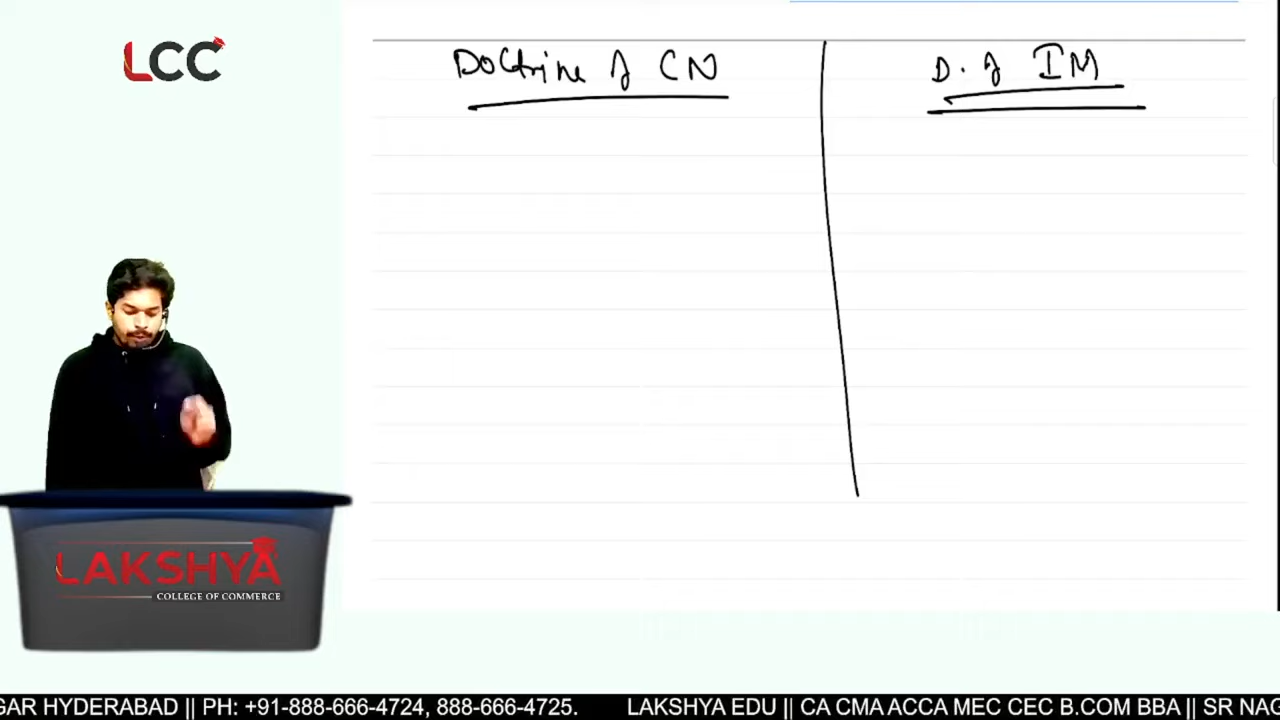 LCC
Doctrine of CN
D. of IM
LAKSHYA
COLLEGE OF COMMERCE
GAR HYDERABAD || PH: +91-888-666-4724, 888-666-4725. LAKSHYA EDU || CA CMA ACCA MEC CEC B.COM BBA || SR NAG